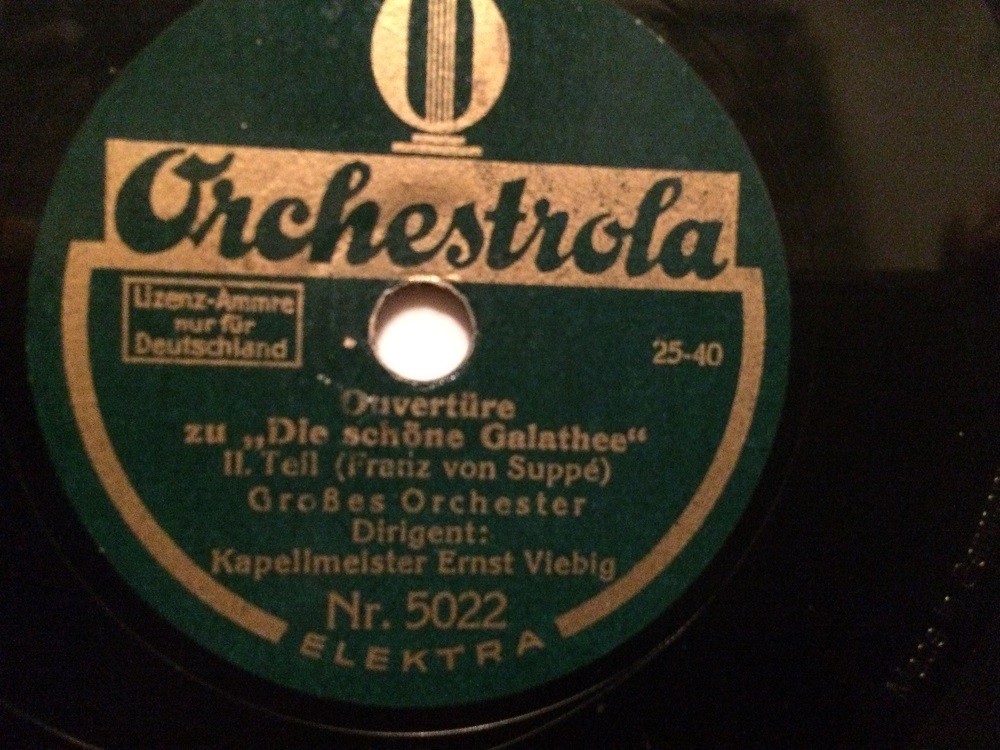 Orchestrola
Lizenz-Ammre
nur für
Deutschland
25-40
Ouvertüre
zu „Die schöne Galathee“
II. Teil (Franz von Suppé)
Großes Orchester
Dirigent:
Kapellmeister Ernst Viebig
Nr. 5022
ELEKTRA